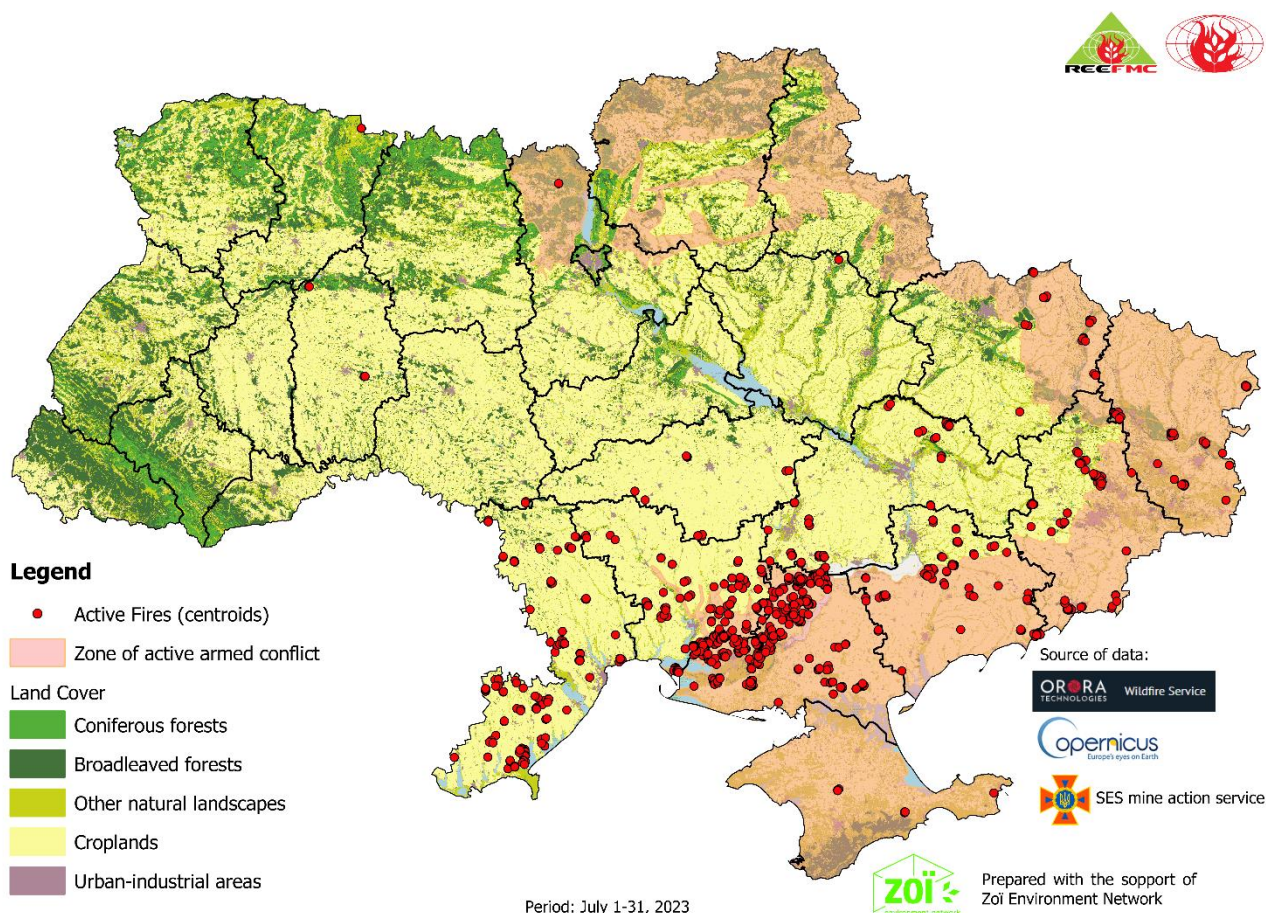 REEFMC
Legend
Active Fires (centroids)
Zone of active armed conflict
Land Cover
Coniferous forests
Broadleaved forests
Other natural landscapes
Croplands
Urban-industrial areas
Source of data:
ORORA
TECHNOLOGIES
Wildfire Service
opernicus
Europe's eyes on Earth
SES mine action service
ZOÏ
Prepared with the sopport of
Zoï Environment Network
Period: July 1-31, 2023